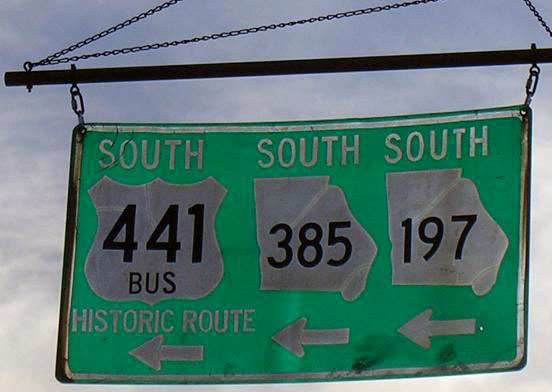 SOUTH SOUTH SOUTH
441 385 197
BUS
HISTORIC ROUTE